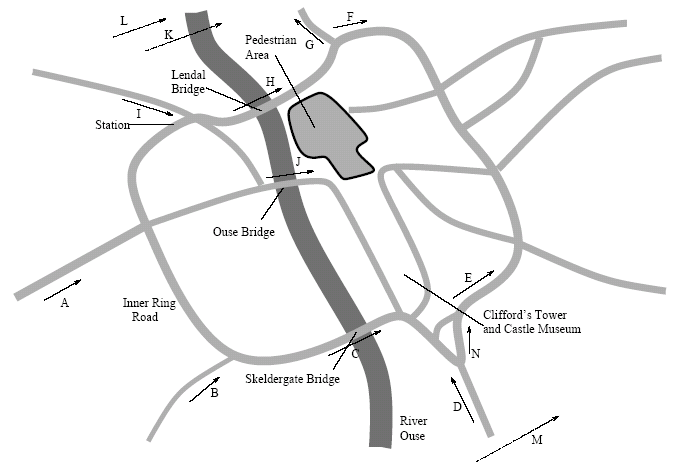 L
K
F
G
Pedestrian
Area
Lendal
Bridge
H
I
Station
J
Ouse Bridge
A
Inner Ring
Road
E
Clifford's Tower
and Castle Museum
C
N
Skeldergate Bridge
B
D
River
Ouse
M